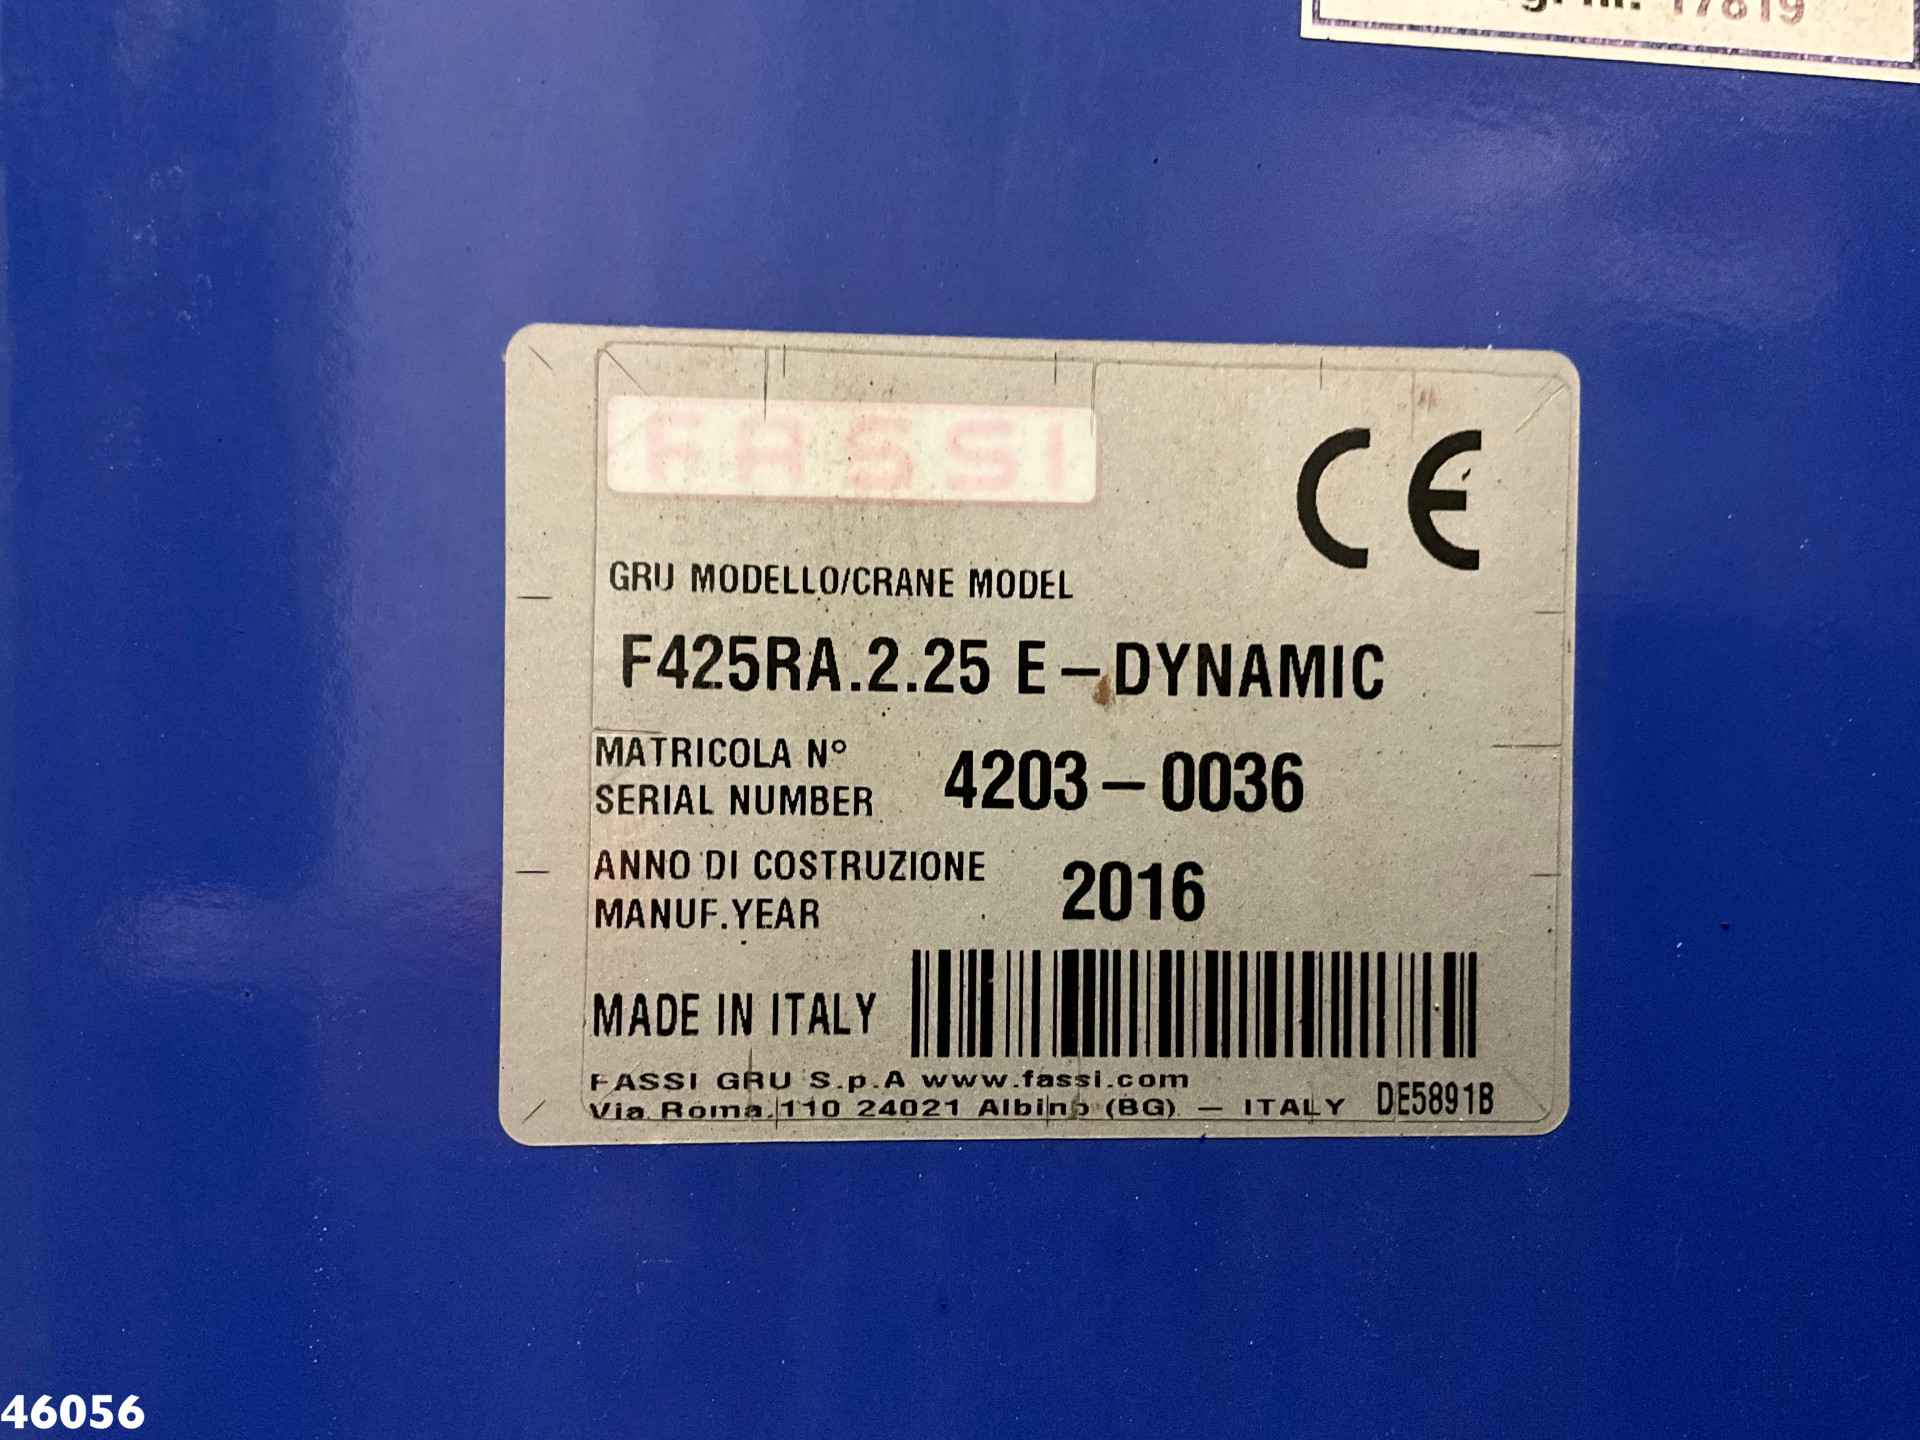 17819
FASSI
CE
GRU MODELLO/CRANE MODEL
F425RA.2.25 E-DYNAMIC
MATRICOLA N° 4203-0036
SERIAL NUMBER
ANNO DI COSTRUZIONE 2016
MANUF.YEAR
MADE IN ITALY
FASSI GRU S.p.A www.fassi.com
Via Roma,110 24021 Albino (BG) - ITALY DE5891B
46056